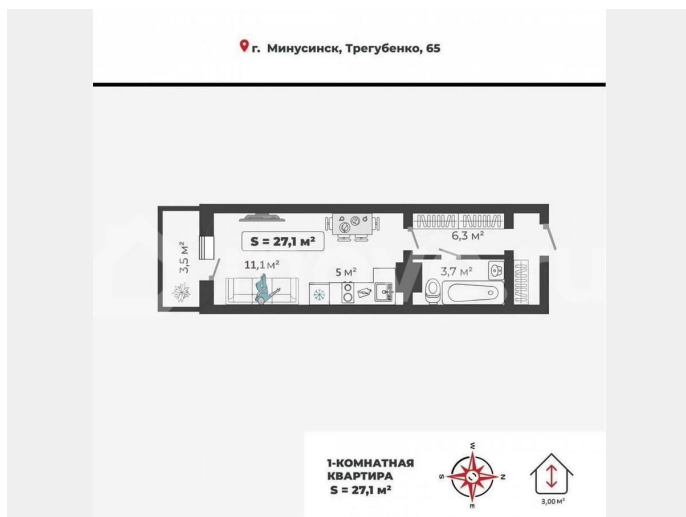 г. Минусинск, Трегубенко, 65
S = 27,1 м²
6,3 м²
3,5 м²
11,1 м²
5 м²
3,7 м²
1-КОМНАТНАЯ
КВАРТИРА
S = 27,1 м²
W
S
N
E
3,00 м²